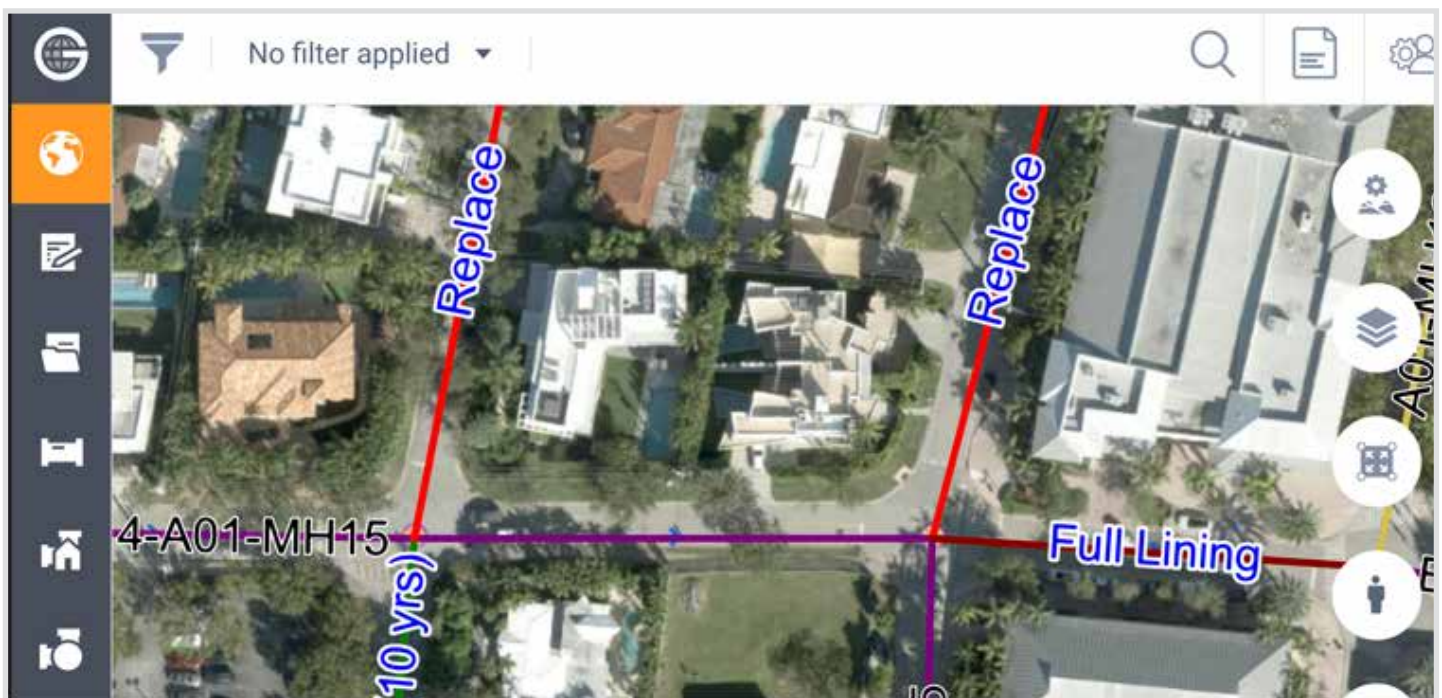 No filter applied
Replace
Replace
4-A01-MH15
Full Lining
10 yrs)